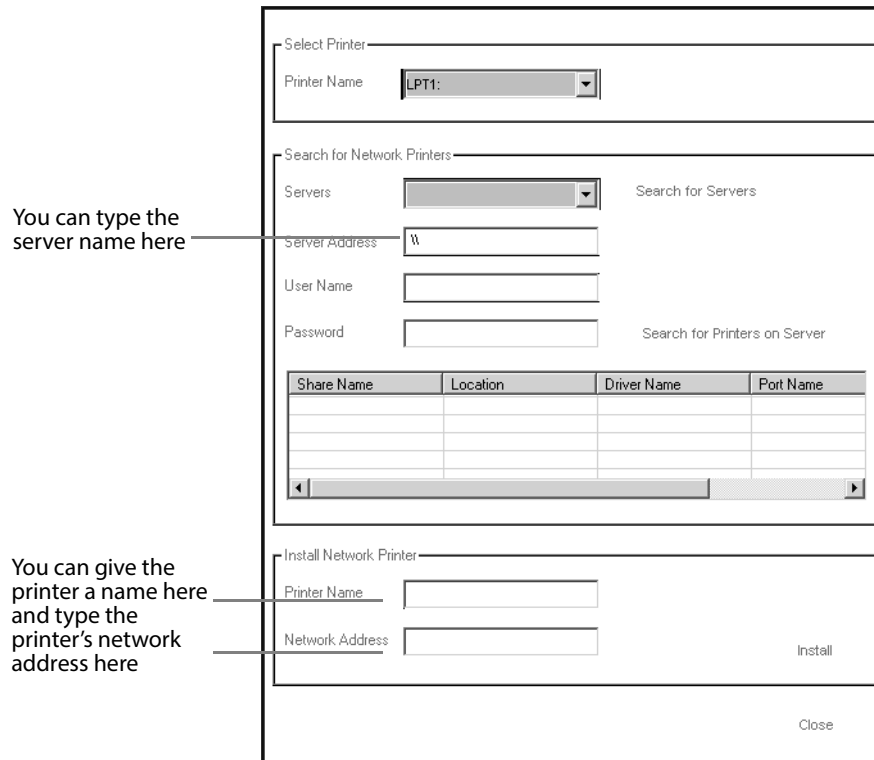 Select Printer
Printer Name LPT1:
Search for Network Printers
Servers Search for Servers
You can type the
server name here
Server Address \\
User Name
Password Search for Printers on Server
Share Name Location Driver Name Port Name
Install Network Printer
You can give the
printer a name here
and type the
printer's network
address here
Printer Name
Network Address
Install
Close